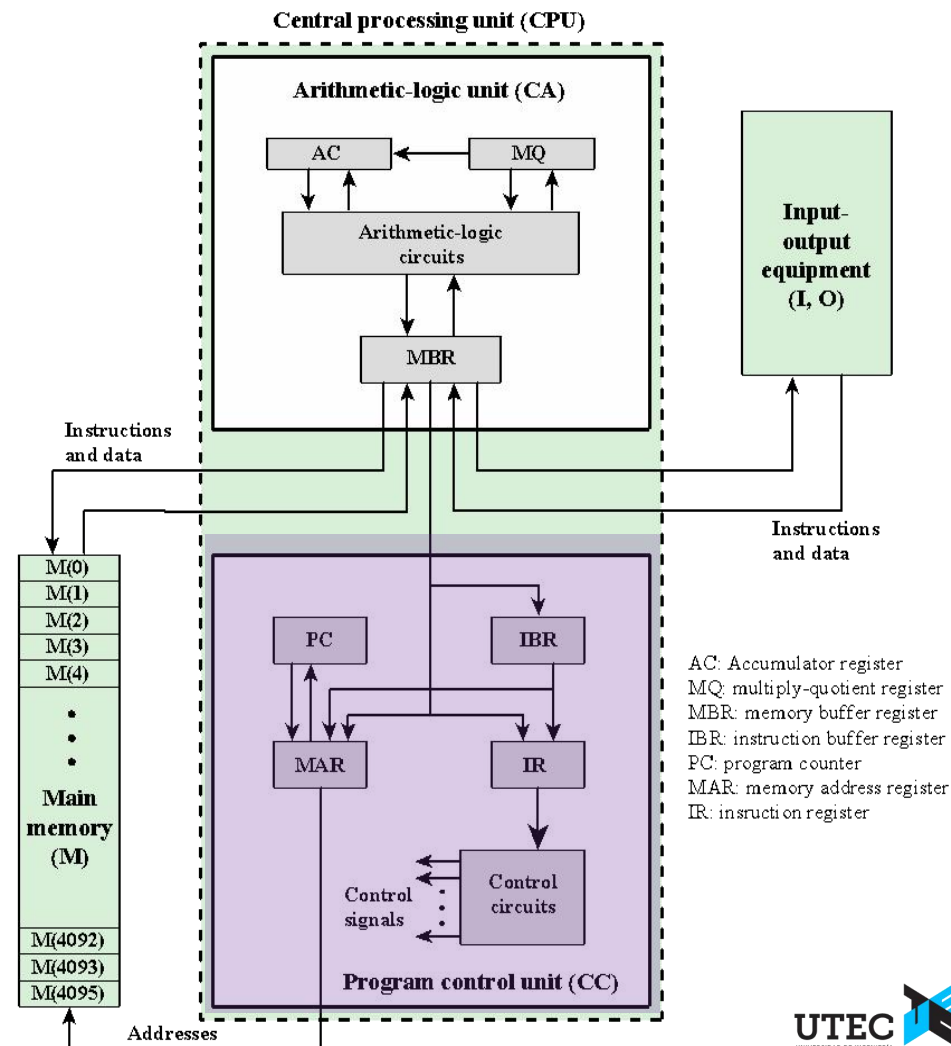 Central processing unit (CPU)
Arithmetic-logic unit (CA)
AC
MQ
Arithmetic-logic
circuits
MBR
Input-
output
equipment
(I, O)
Instructions
and data
Instructions
and data
M(0)
M(1)
M(2)
M(3)
M(4)
Main
memory
(M)
M(4092)
M(4093)
M(4095)
PC
IBR
MAR
IR
Control
signals
Control
circuits
Program control unit (CC)
AC: Accumulator register
MQ: multiply-quotient register
MBR: memory buffer register
IBR: instruction buffer register
PC: program counter
MAR: memory address register
IR: insruction register
Addresses
UTEC